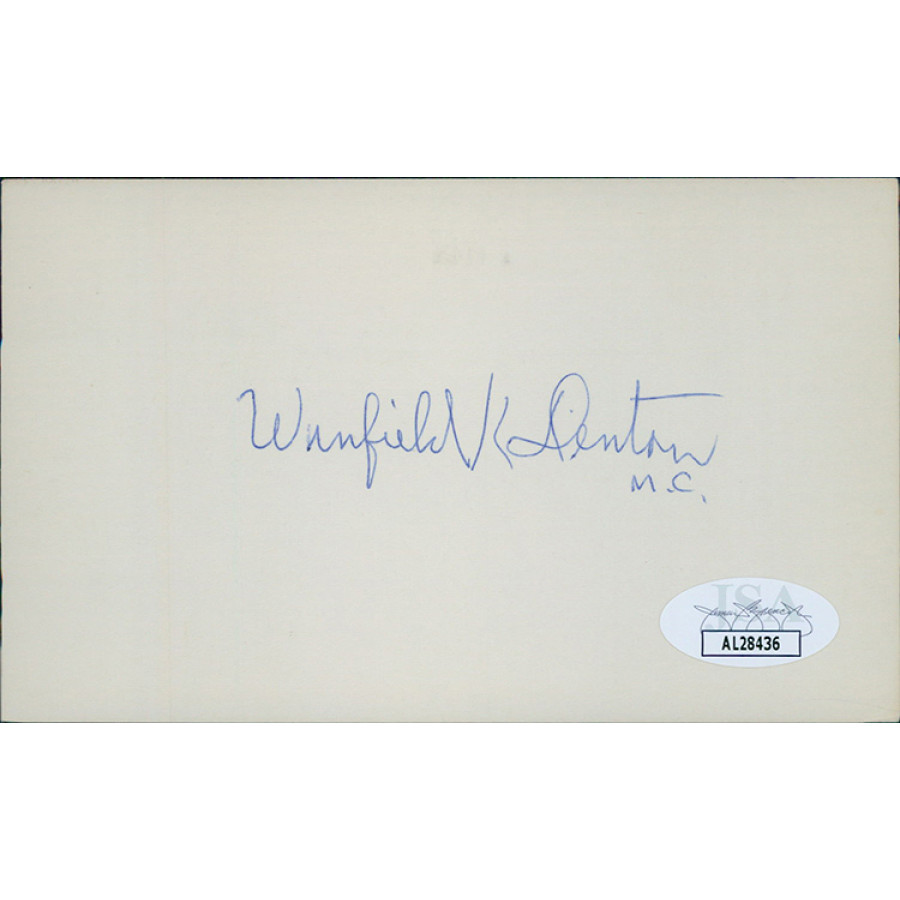 Winfield K Denton
M.C.
JSA
AL28436